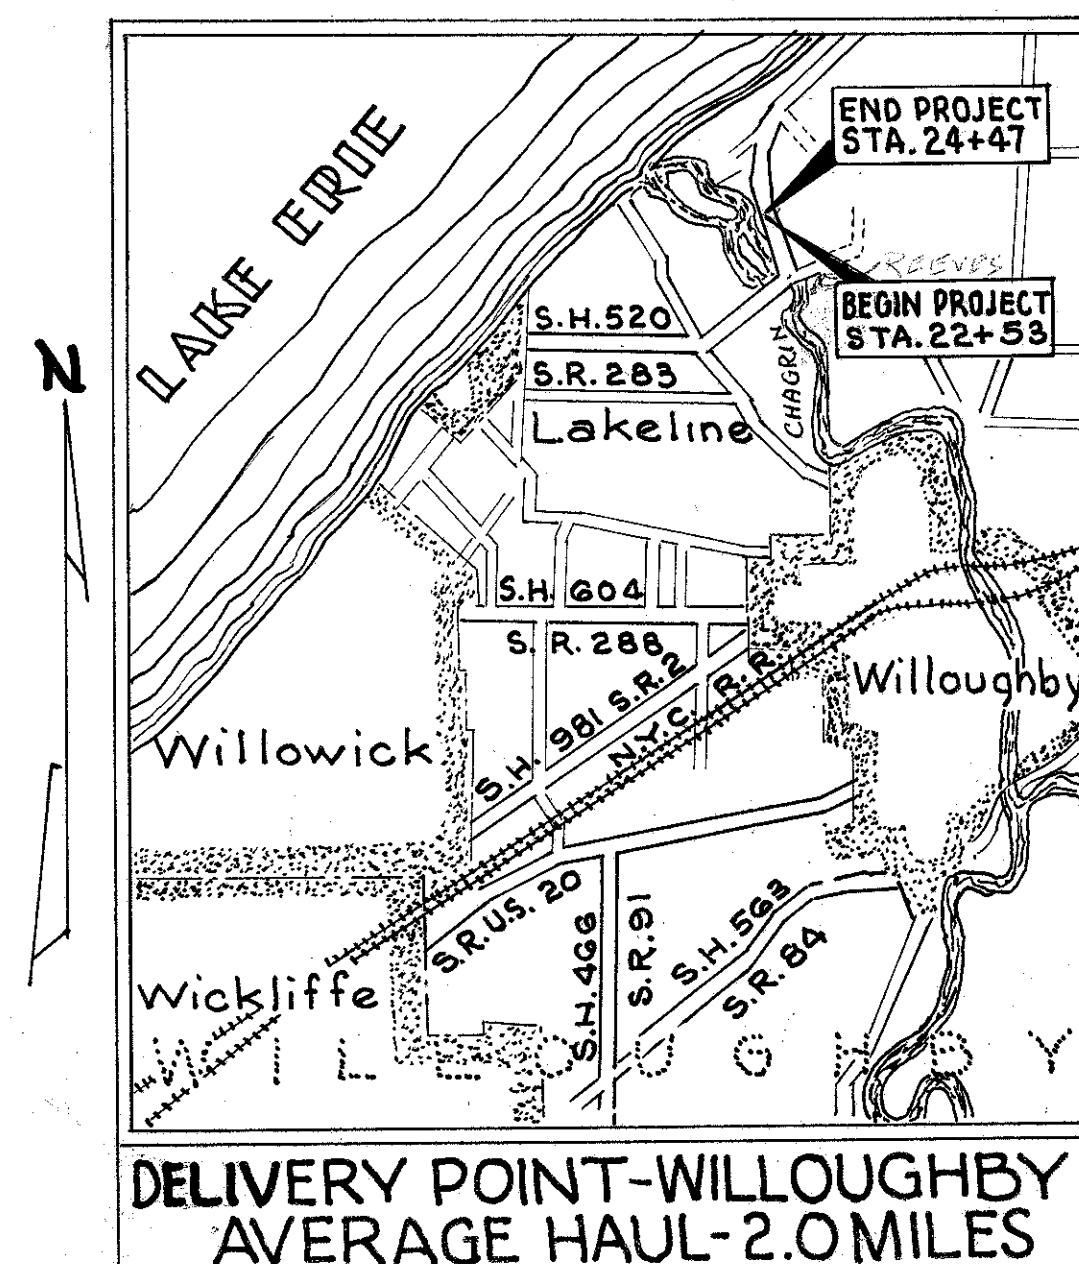 END PROJECT
STA. 24+47
LAKE ERIE
REEVES
BEGIN PROJECT
STA. 22+53
N
S.H. 520
CHAGRIN
S.R. 283
Lakeline
S.H. 604
S. R. 288
Willoughby
S.H. 981 S.R. 2
N.Y.C. R. R.
Willowick
S.R. U.S. 20
S.H. 466
S.R. 91
S.H. 563
S.R. 84
Wickliffe
WILLOUGHBY
DELIVERY POINT-WILLOUGHBY
AVERAGE HAUL-2.0 MILES